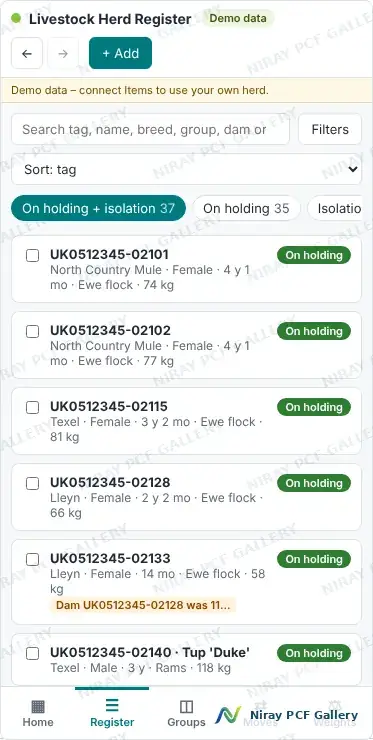 Livestock Herd Register Demo data
← → + Add
Demo data – connect Items to use your own herd.
Search tag, name, breed, group, dam or Filters
Sort: tag
On holding + isolation 37 On holding 35 Isolatio
UK0512345-02101 On holding
North Country Mule · Female · 4 y 1
mo · Ewe flock · 74 kg
UK0512345-02102 On holding
North Country Mule · Female · 4 y 1
mo · Ewe flock · 77 kg
UK0512345-02115 On holding
Texel · Female · 3 y 2 mo · Ewe flock ·
81 kg
UK0512345-02128 On holding
Lleyn · Female · 2 y 2 mo · Ewe flock ·
66 kg
UK0512345-02133 On holding
Lleyn · Female · 14 mo · Ewe flock · 58
kg
Dam UK0512345-02128 was 11...
UK0512345-02140 · Tup 'Duke' On holding
Texel · Male · 3 y · Rams · 118 kg
Home Register Groups Moves Weights
Niray PCF Gallery
NIRAY PCF GALLERY